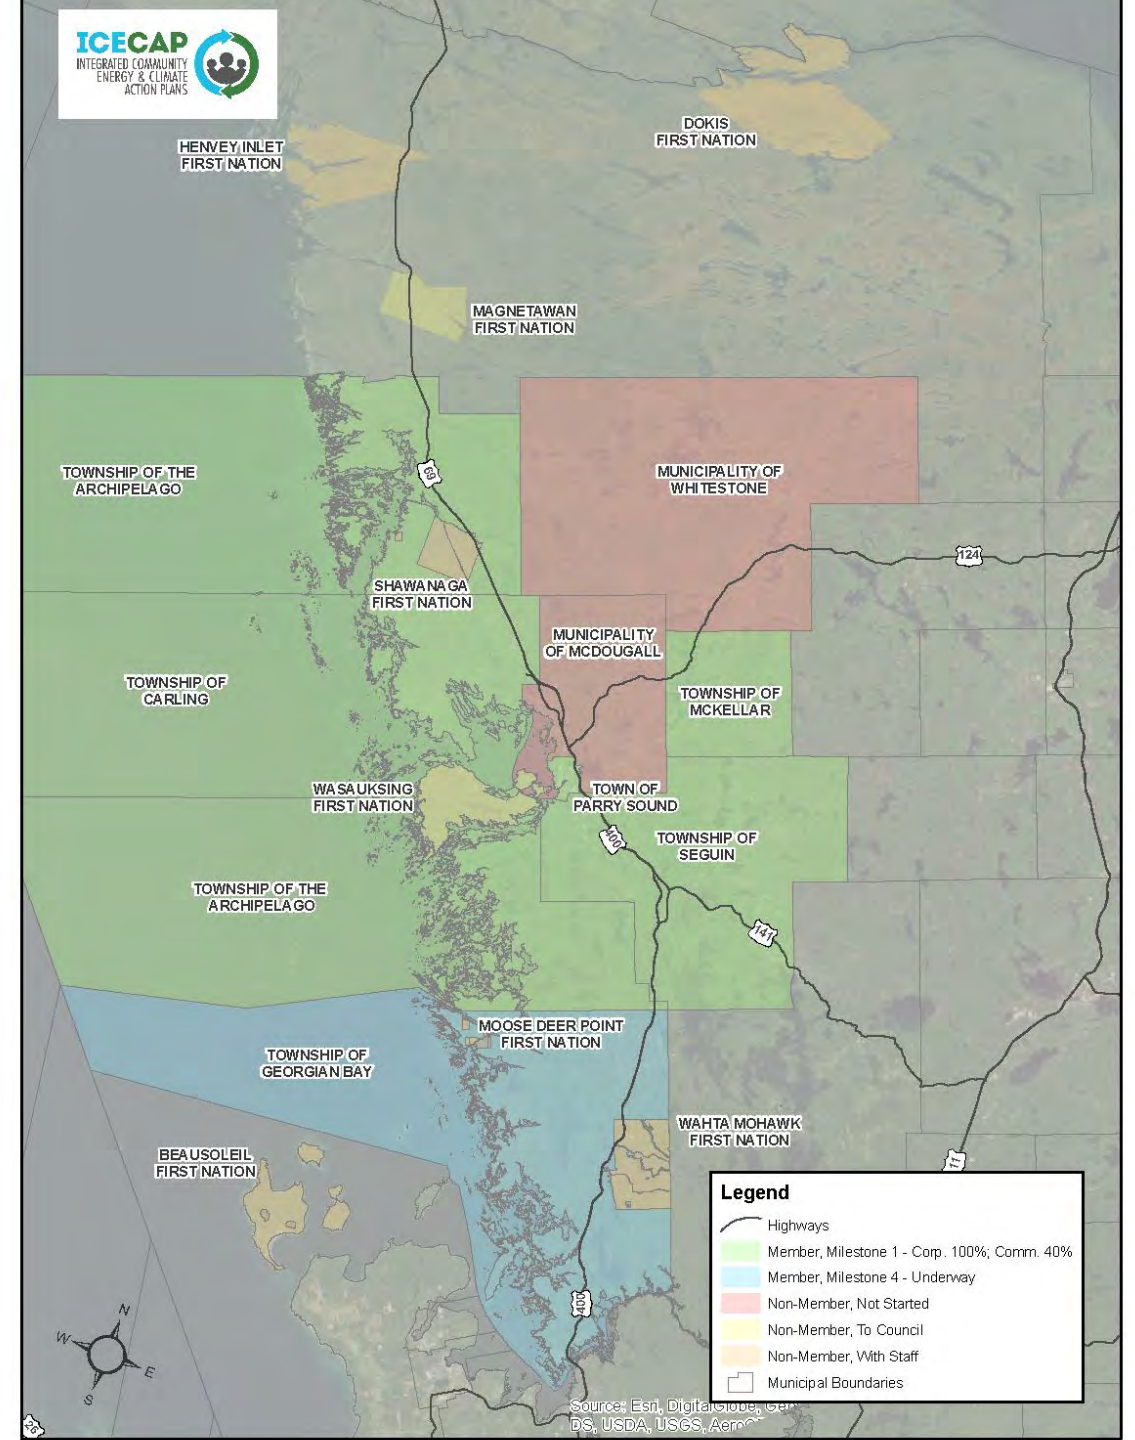 ICECAP
INTEGRATED COMMUNITY
ENERGY & CLIMATE
ACTION PLANS
DOKIS
FIRST NATION
HENVEY INLET
FIRST NATION
MAGNETAWAN
FIRST NATION
TOWNSHIP OF THE
ARCHIPELAGO
69
MUNICIPALITY OF
WHITESTONE
124
SHAWANAGA
FIRST NATION
MUNICIPALITY
OF MCDOUGALL
TOWNSHIP OF
CARLING
TOWNSHIP OF
MCKELLAR
WASAUKSING
FIRST NATION
TOWN OF
PARRY SOUND
400
TOWNSHIP OF
SEGUIN
TOWNSHIP OF THE
ARCHIPELAGO
141
MOOSE DEER POINT
FIRST NATION
TOWNSHIP OF
GEORGIAN BAY
WAHTA MOHAWK
FIRST NATION
BEAUSOLEIL
FIRST NATION
11
Legend
Highways
Member, Milestone 1 - Corp. 100%; Comm. 40%
Member, Milestone 4 - Underway
Non-Member, Not Started
Non-Member, To Council
Non-Member, With Staff
Municipal Boundaries
400
N
W
E
S
26
Source: Esri, DigitalGlobe,
DS, USDA, USGS,